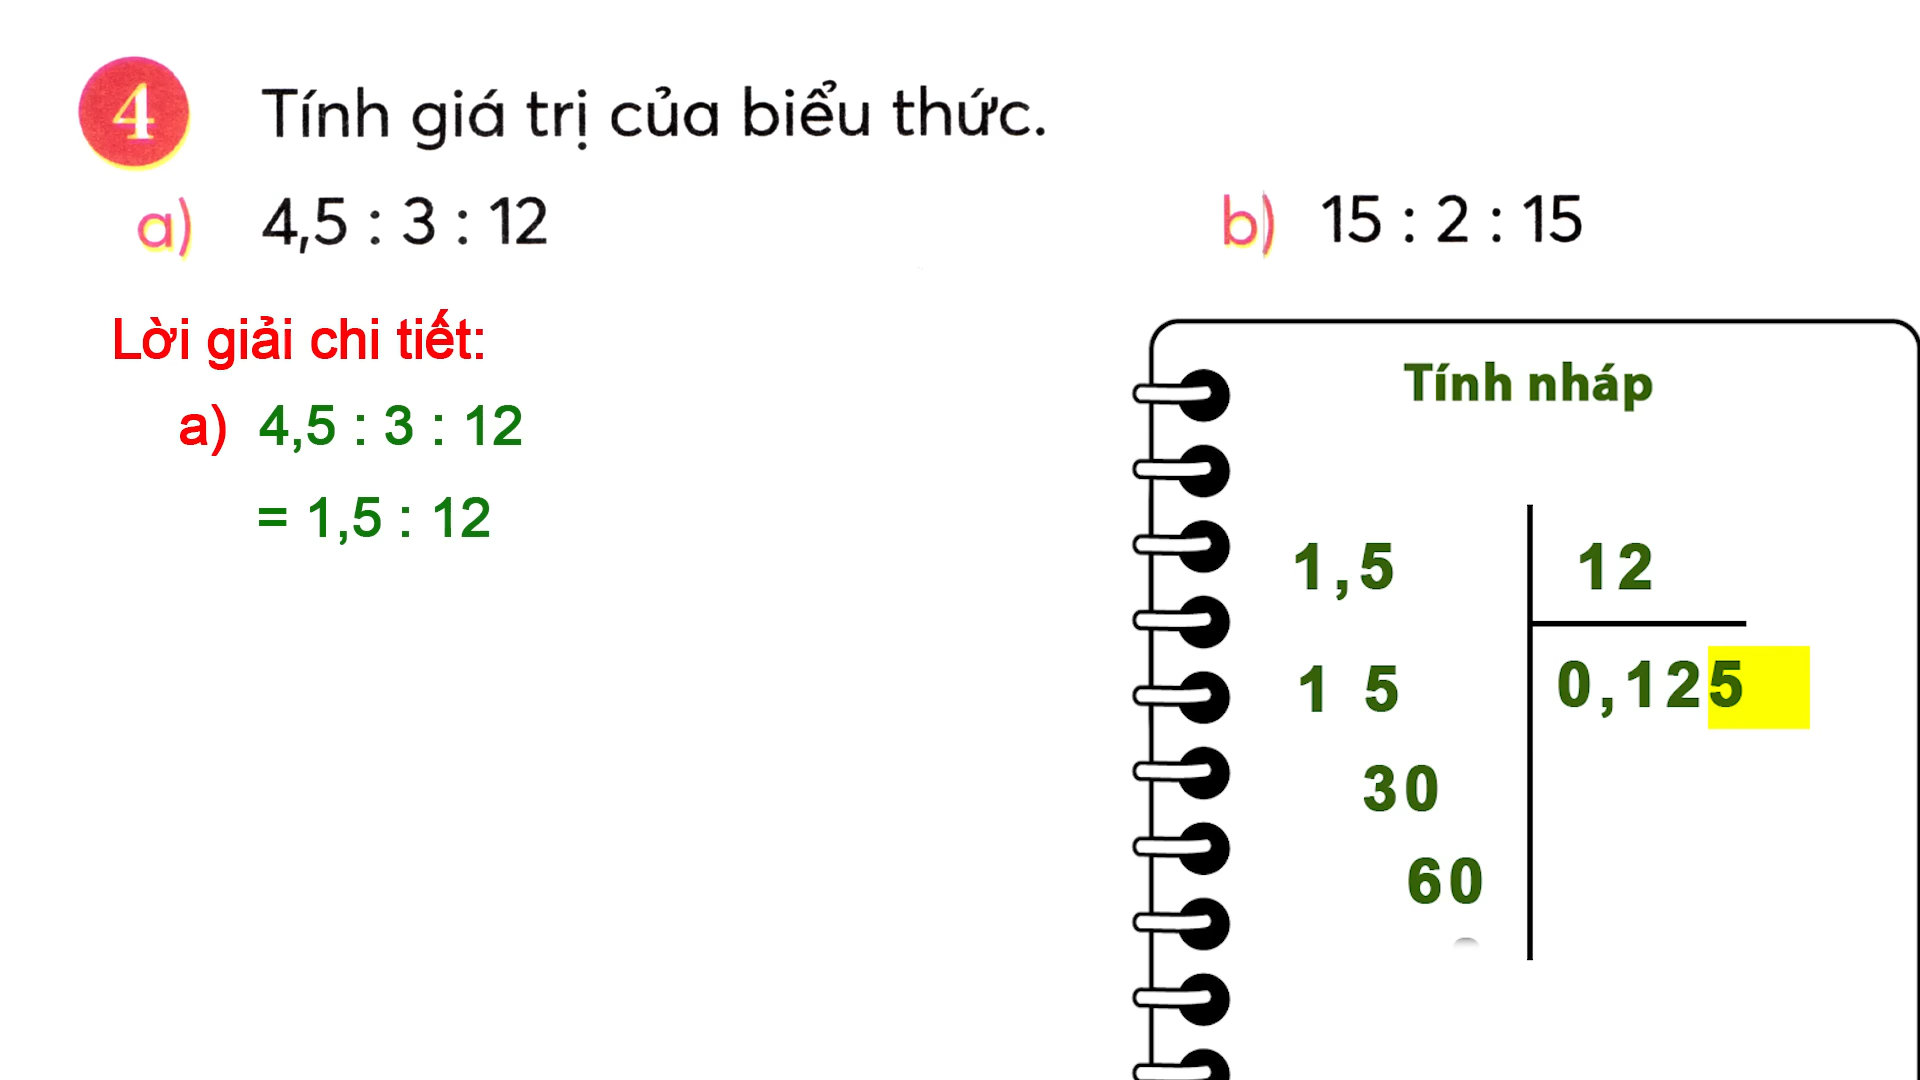 4 Tính giá trị của biểu thức.
a) 4,5 : 3 : 12
b) 15 : 2 : 15
Lời giải chi tiết:
a) 4,5 : 3 : 12
= 1,5 : 12
Tính nháp
1,5 12
1 5 0,125
30
60